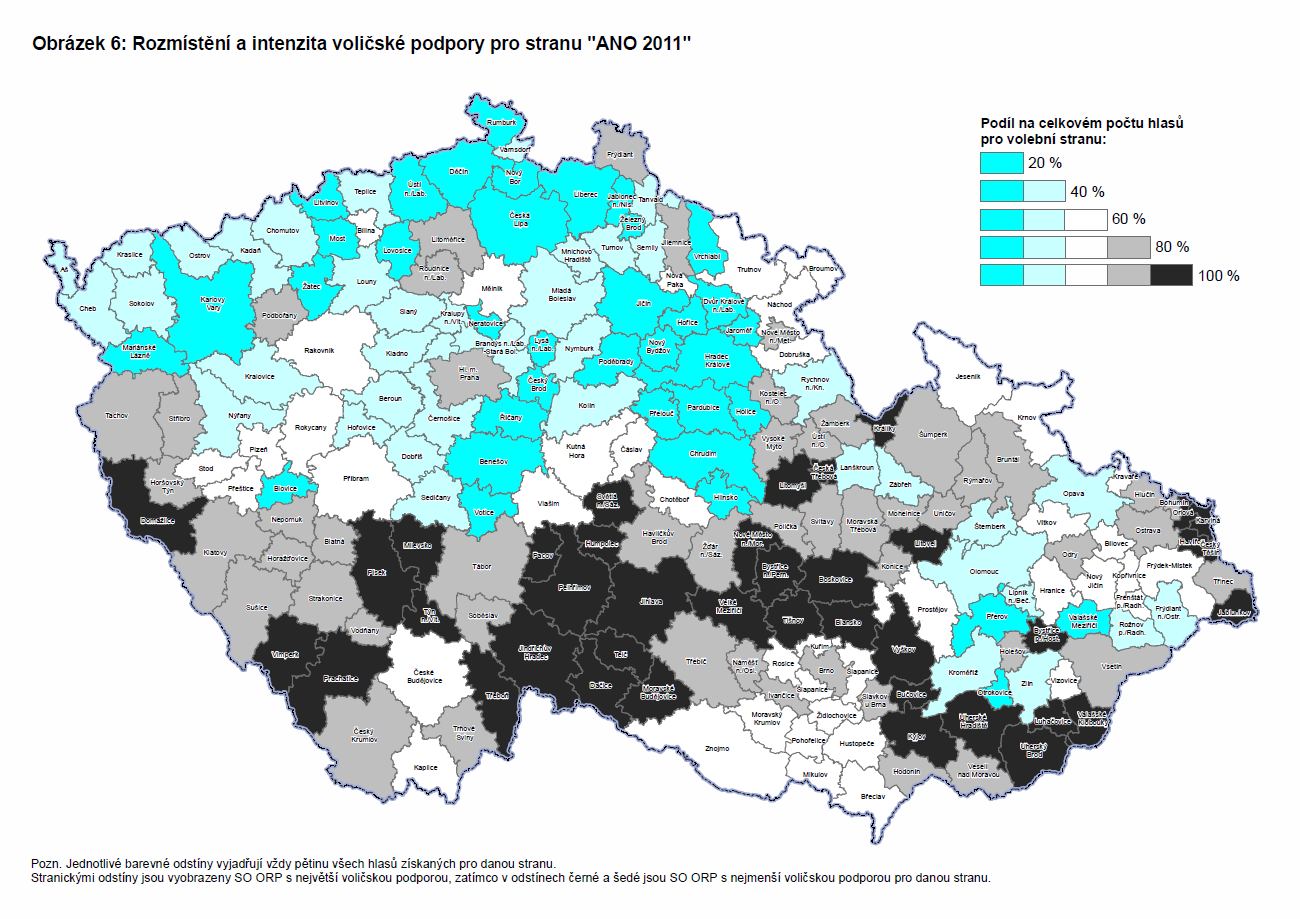 Obrázek 6: Rozmístění a intenzita voličské podpory pro stranu "ANO 2011"
Podíl na celkovém počtu hlasů
pro volební stranu:
20 %
40 %
60 %
80 %
100 %
Rumburk
Varnsdorf
Frýdlant
Děčín
Nový
Bor
Liberec
Ústí
n./Lab.
Teplice
Litvínov
Jablonec
n./Nis.
Tanvald
Česká
Lípa
Železný
Brod
Most
Bílina
Chomutov
Lovosice
Litoměřice
Jilemnice
Semily
Turnov
Vrchlabí
Mnichovo
Hradiště
Kraslice
Ostrov
Kadaň
Roudnice
n./Lab.
Trutnov
Broumov
Aš
Nová
Paka
Louny
Žatec
Mělník
Mladá
Boleslav
Karlovy
Vary
Sokolov
Cheb
Jičín
Dvůr Králové
n./Lab.
Náchod
Podbořany
Slaný
Kralupy
n./Vlt.
Neratovice
Hořice
Jaroměř
Nové Město
n./Met.
Mariánské
Lázně
Rakovník
Kladno
Brandýs n./Lab.
-Stará Bol.
Lysá
n./Lab.
Nymburk
Poděbrady
Nový
Bydžov
Hradec
Králové
Dobruška
Kralovice
Hl. m.
Praha
Český
Brod
Rychnov
n./Kn.
Jeseník
Beroun
Kostelec
n./O.
Tachov
Stříbro
Nýřany
Rokycany
Hořovice
Černošice
Říčany
Kolín
Přelouč
Pardubice
Holice
Žamberk
Králíky
Krnov
Šumperk
Plzeň
Dobříš
Benešov
Kutná
Hora
Čáslav
Chrudim
Vysoké
Mýto
Ústí
n./O.
Bruntál
Stod
Česká
Třebová
Lanškroun
Rýmařov
Horšovský
Týn
Přeštice
Blovice
Příbram
Sedlčany
Votice
Vlašim
Světlá
n./Sáz.
Chotěboř
Hlinsko
Litomyšl
Zábřeh
Opava
Kravaře
Hlučín
Bohumín
Orlová
Karviná
Domažlice
Nepomuk
Mohelnice
Uničov
Šternberk
Vítkov
Ostrava
Klatovy
Horažďovice
Blatná
Písek
Milevsko
Tábor
Pacov
Humpolec
Havlíčkův
Brod
Žďár
n./Sáz.
Nové Město
n./Mor.
Polička
Svitavy
Moravská
Třebová
Litovel
Bílovec
Český
Těšín
Odry
Konice
Olomouc
Frýdek-Místek
Bystřice
n./Pern.
Boskovice
Pelhřimov
Třinec
Nový
Jičín
Kopřivnice
Hranice
Lipník
n./Beč.
Sušice
Strakonice
Jihlava
Velké
Meziříčí
Týn
n./Vlt.
Soběslav
Prostějov
Frenštát
p./Radh.
Frýdlant
n./Ostr.
Jablunkov
Přerov
Valašské
Meziříčí
Tišnov
Blansko
Vodňany
Rožnov
p./Radh.
Bystřice
p./Host.
Vimperk
Jindřichův
Hradec
Telč
Třebíč
Náměšť
n./Osl.
Rosice
Kuřim
Brno
Šlapanice
Vyškov
Holešov
Vsetín
Prachatice
České
Budějovice
Kroměříž
Zlín
Vizovice
Otrokovice
Třeboň
Dačice
Moravské
Budějovice
Ivančice
Šlapanice
Slavkov
u Brna
Bučovice
Moravský
Krumlov
Židlochovice
Uherské
Hradiště
Luhačovice
Valašské
Klobouky
Český
Krumlov
Trhové
Sviny
Kyjov
Pohořelice
Hustopeče
Uherský
Brod
Znojmo
Kaplice
Mikulov
Hodonín
Veselí
nad Moravou
Břeclav
Pozn. Jednotlivé barevné odstíny vyjadřují vždy pětinu všech hlasů získaných pro danou stranu.
Stranickými odstíny jsou vyobrazeny SO ORP s největší voličskou podporou, zatímco v odstínech černé a šedé jsou SO ORP s nejmenší voličskou podporou pro danou stranu.